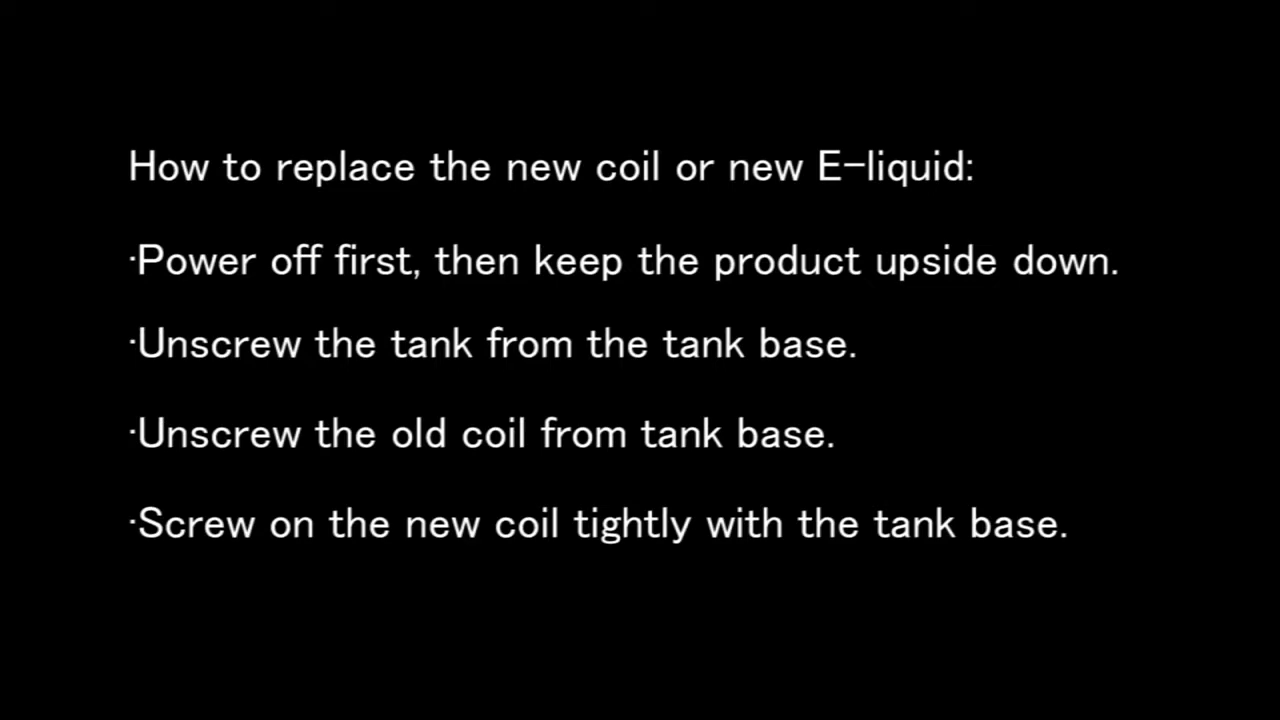 How to replace the new coil or new E-liquid:
·Power off first, then keep the product upside down.
·Unscrew the tank from the tank base.
·Unscrew the old coil from tank base.
·Screw on the new coil tightly with the tank base.